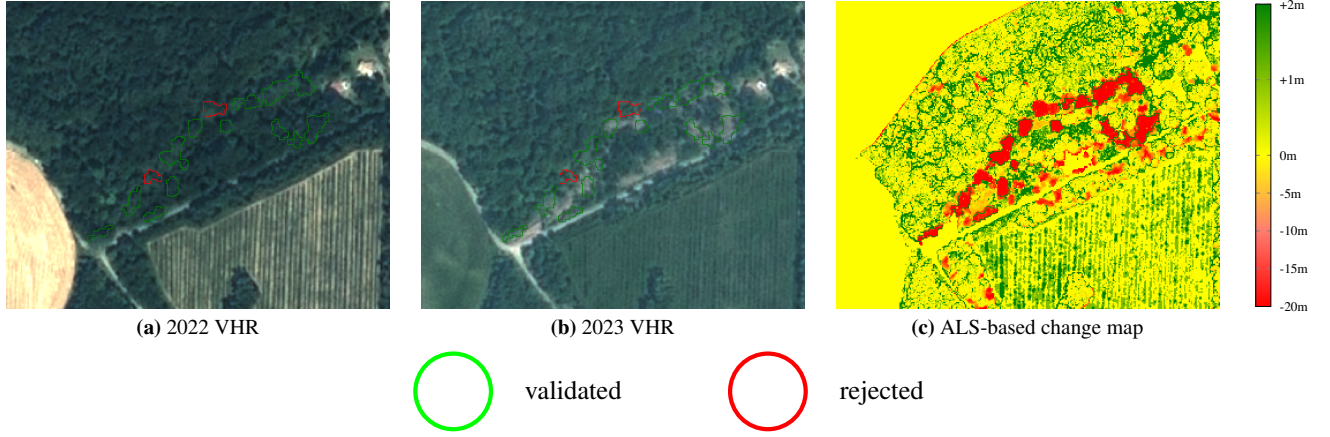 +2m
+1m
0m
-5m
-10m
-15m
-20m
(a) 2022 VHR
(b) 2023 VHR
(c) ALS-based change map
validated
rejected